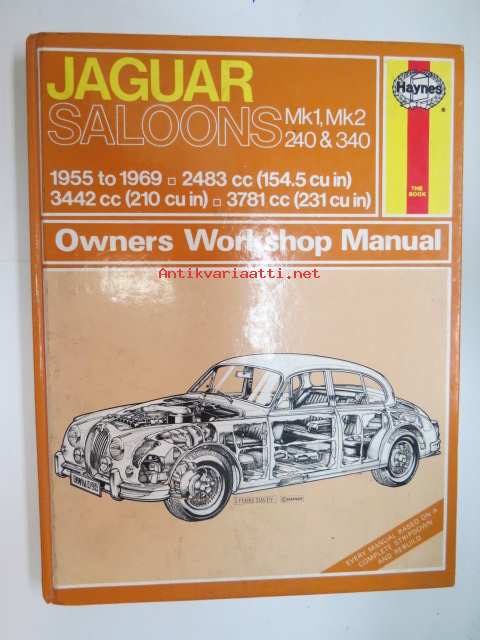 JAGUAR
SALOONS
Mk1, Mk2
240 & 340
1955 to 1969 □ 2483 cc (154.5 cu in)
3442 cc (210 cu in) □ 3781 cc (231 cu in)
Haynes
®
THE
BOOK
Owners Workshop Manual
Antikvariaatti.net
EVERY MANUAL BASED ON A
COMPLETE STRIPDOWN
AND REBUILD